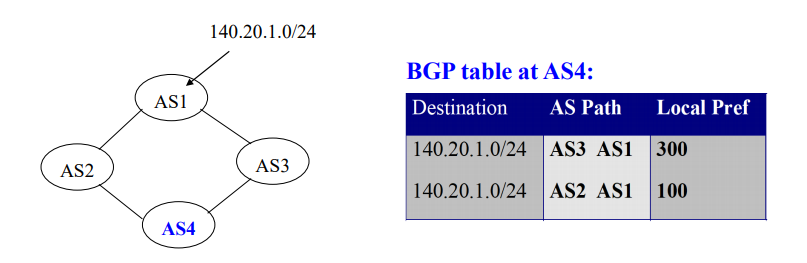 140.20.1.0/24
AS1
AS2
AS3
AS4
BGP table at AS4:
Destination AS Path Local Pref
140.20.1.0/24 AS3 AS1 300
140.20.1.0/24 AS2 AS1 100